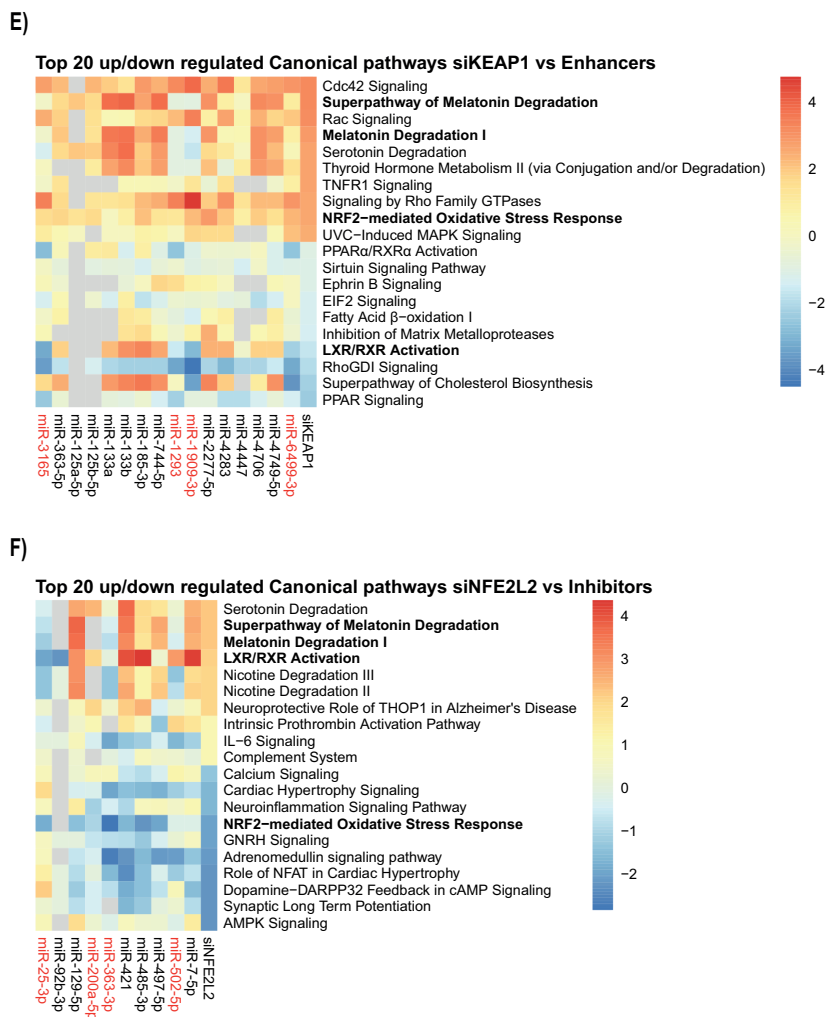 E)
Top 20 up/down regulated Canonical pathways siKEAP1 vs Enhancers
Cdc42 Signaling
Superpathway of Melatonin Degradation
Rac Signaling
Melatonin Degradation I
Serotonin Degradation
Thyroid Hormone Metabolism II (via Conjugation and/or Degradation)
TNFR1 Signaling
Signaling by Rho Family GTPases
NRF2−mediated Oxidative Stress Response
UVC−Induced MAPK Signaling
PPARα/RXRα Activation
Sirtuin Signaling Pathway
Ephrin B Signaling
EIF2 Signaling
Fatty Acid β−oxidation I
Inhibition of Matrix Metalloproteases
LXR/RXR Activation
RhoGDI Signaling
Superpathway of Cholesterol Biosynthesis
PPAR Signaling
4
2
0
−2
−4
miR-3165
miR-363-5p
miR-125a-5p
miR-125b-5p
miR-133a
miR-133b
miR-185-3p
miR-744-5p
miR-1293
miR-1909-3p
miR-2277-5p
miR-4283
miR-4447
miR-4706
miR-4749-5p
miR-6499-3p
siKEAP1
F)
Top 20 up/down regulated Canonical pathways siNFE2L2 vs Inhibitors
Serotonin Degradation
Superpathway of Melatonin Degradation
Melatonin Degradation I
LXR/RXR Activation
Nicotine Degradation III
Nicotine Degradation II
Neuroprotective Role of THOP1 in Alzheimer's Disease
Intrinsic Prothrombin Activation Pathway
IL−6 Signaling
Complement System
Calcium Signaling
Cardiac Hypertrophy Signaling
Neuroinflammation Signaling Pathway
NRF2−mediated Oxidative Stress Response
GNRH Signaling
Adrenomedullin signaling pathway
Role of NFAT in Cardiac Hypertrophy
Dopamine−DARPP32 Feedback in cAMP Signaling
Synaptic Long Term Potentiation
AMPK Signaling
4
3
2
1
0
−1
−2
miR-25-3p
miR-92b-3p
miR-129-5p
miR-200a-5p
miR-363-3p
miR-421
miR-485-3p
miR-497-5p
miR-502-5p
miR-7-5p
siNFE2L2